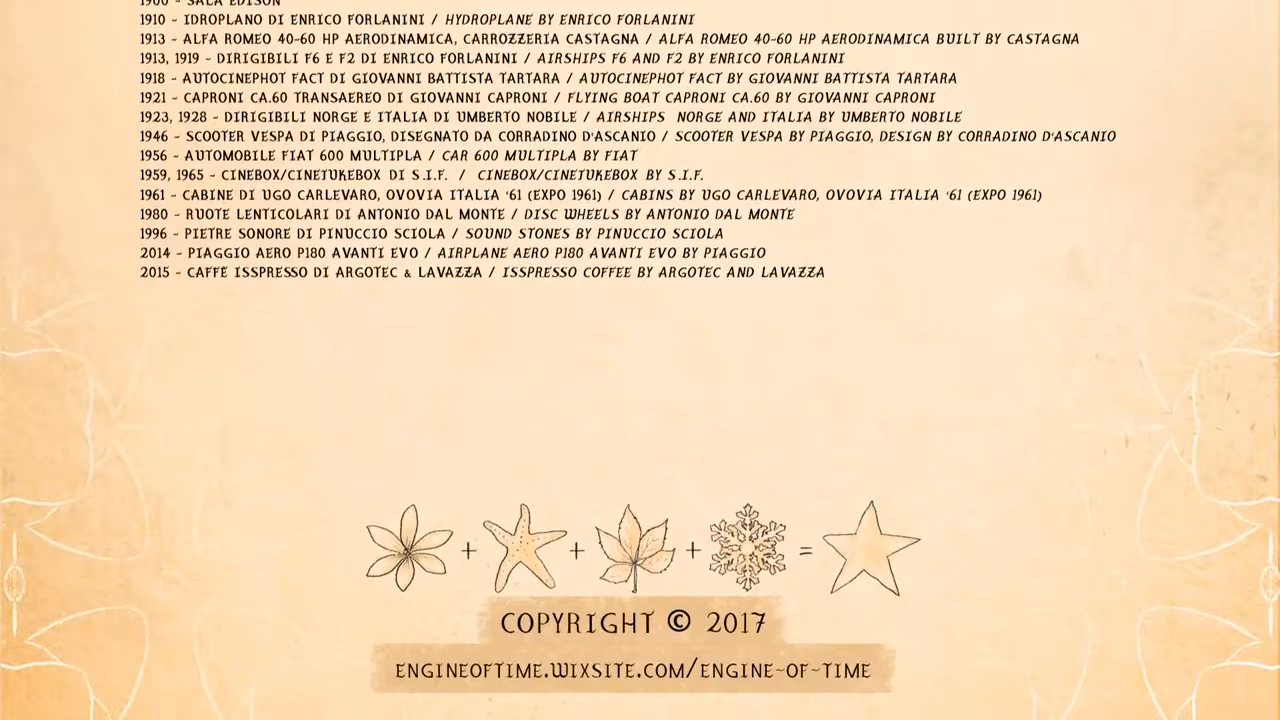 1900 ~ SALA EDISON
1910 ~ IDROPLANO DI ENRICO FORLANINI / HYDROPLANE BY ENRICO FORLANINI
1913 ~ ALFA ROMEO 40~60 HP AERODINAMICA, CARROZZERIA CASTAGNA / ALFA ROMEO 40~60 HP AERODINAMICA BUILT BY CASTAGNA
1913, 1919 ~ DIRIGIBILI F6 E F2 DI ENRICO FORLANINI / AIRSHIPS F6 AND F2 BY ENRICO FORLANINI
1918 ~ AUTOCINEPHOT FACT DI GIOVANNI BATTISTA TARTARA / AUTOCINEPHOT FACT BY GIOVANNI BATTISTA TARTARA
1921 ~ CAPRONI CA.60 TRANSAEREO DI GIOVANNI CAPRONI / FLYING BOAT CAPRONI CA.60 BY GIOVANNI CAPRONI
1923, 1928 ~ DIRIGIBILI NORGE E ITALIA DI UMBERTO NOBILE / AIRSHIPS NORGE AND ITALIA BY UMBERTO NOBILE
1946 ~ SCOOTER VESPA DI PIAGGIO, DISEGNATO DA CORRADINO D'ASCANIO / SCOOTER VESPA BY PIAGGIO, DESIGN BY CORRADINO D'ASCANIO
1956 ~ AUTOMOBILE FIAT 600 MULTIPLA / CAR 600 MULTIPLA BY FIAT
1959, 1965 ~ CINEBOX/CINEJUKEBOX DI S.I.F. / CINEBOX/CINEJUKEBOX BY S.I.F.
1961 ~ CABINE DI UGO CARLEVARO, OVOVIA ITALIA '61 (EXPO 1961) / CABINS BY UGO CARLEVARO, OVOVIA ITALIA '61 (EXPO 1961)
1980 ~ RUOTE LENTICOLARI DI ANTONIO DAL MONTE / DISC WHEELS BY ANTONIO DAL MONTE
1996 ~ PIETRE SONORE DI PINUCCIO SCIOLA / SOUND STONES BY PINUCCIO SCIOLA
2014 ~ PIAGGIO AERO P180 AVANTI EVO / AIRPLANE AERO P180 AVANTI EVO BY PIAGGIO
2015 ~ CAFFÈ ISSPRESSO DI ARGOTEC & LAVAZZA / ISSPRESSO COFFEE BY ARGOTEC AND LAVAZZA
+ + + =
COPYRIGHT © 2017
ENGINEOFTIME.WIXSITE.COM/ENGINE~OF~TIME